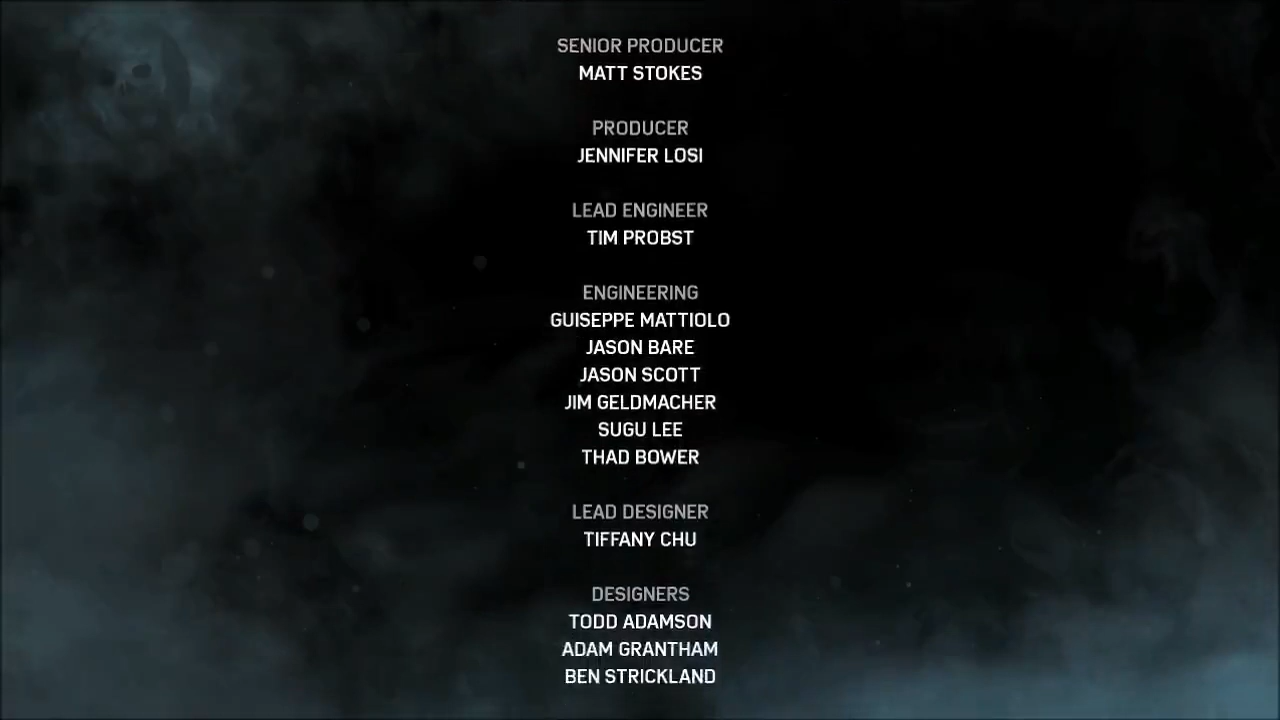 SENIOR PRODUCER
MATT STOKES
PRODUCER
JENNIFER LOSI
LEAD ENGINEER
TIM PROBST
ENGINEERING
GUISEPPE MATTIOLO
JASON BARE
JASON SCOTT
JIM GELDMACHER
SUGU LEE
THAD BOWER
LEAD DESIGNER
TIFFANY CHU
DESIGNERS
TODD ADAMSON
ADAM GRANTHAM
BEN STRICKLAND